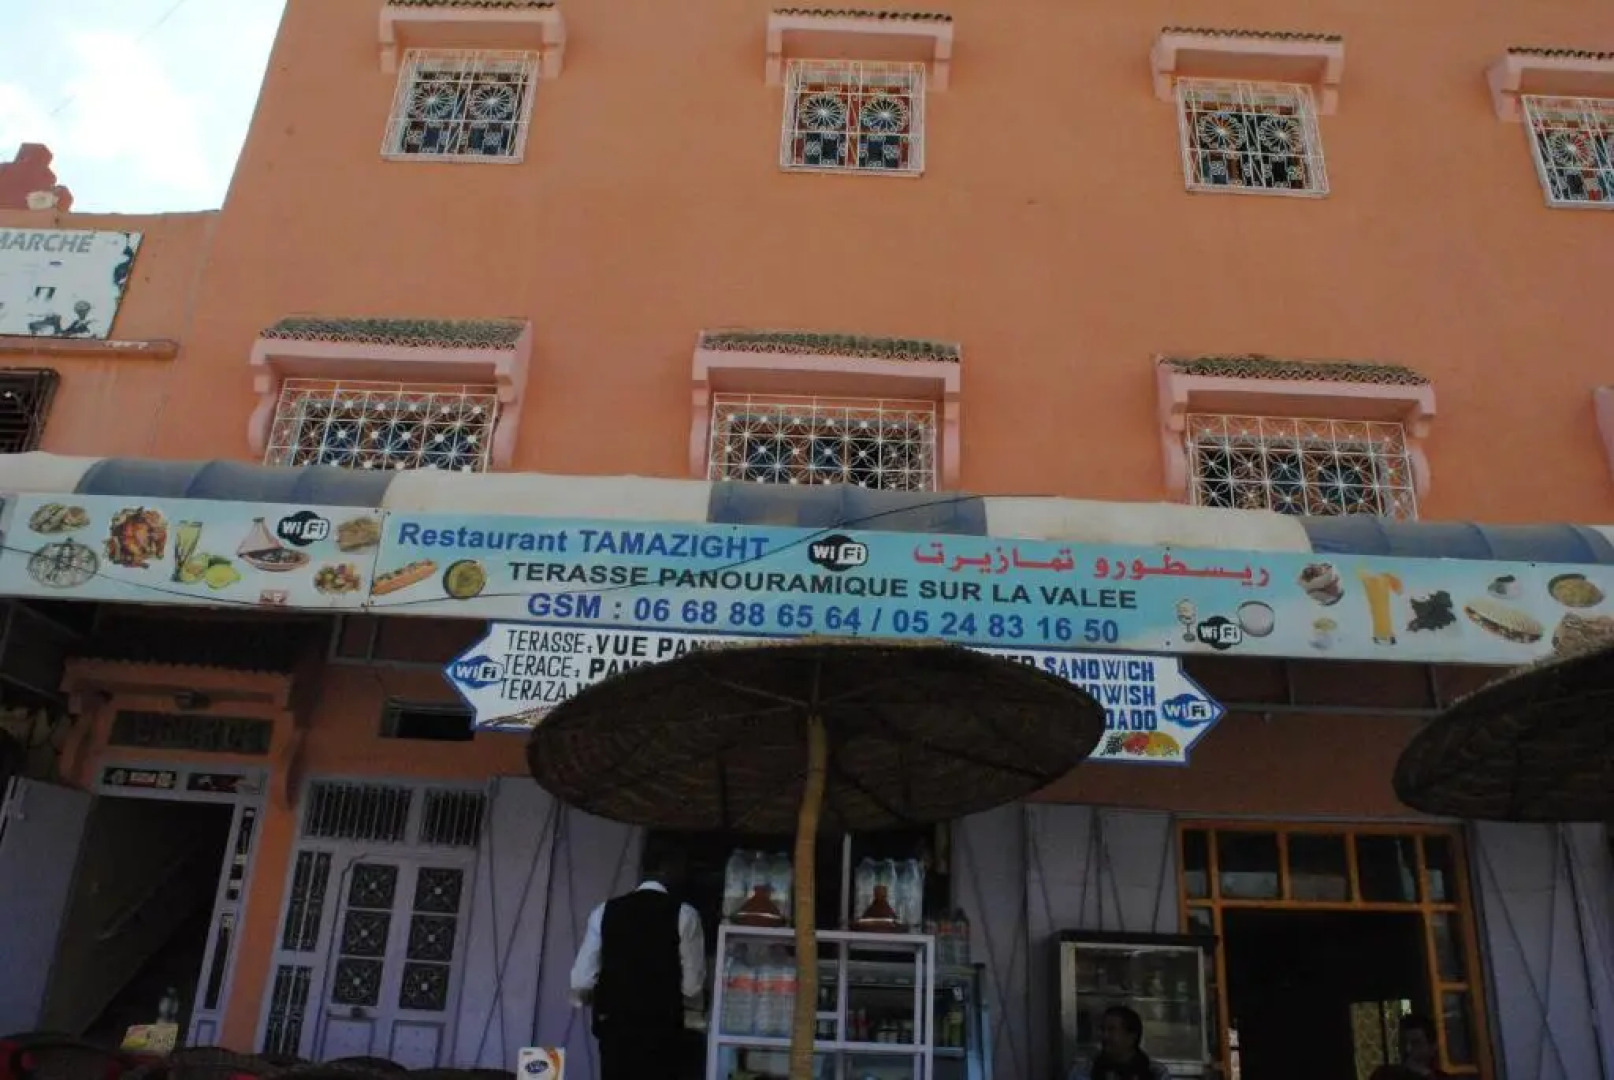 MARCHÉ
WiFi
Restaurant TAMAZIGHT WiFi ريسطورو تمازيرت
TERASSE PANOURAMIQUE SUR LA VALEE
GSM : 06 68 88 65 64 / 05 24 83 16 50
WiFi
TERASSE: VUE SANDWICH
WiFi TERACE:
TERAZA WiFi